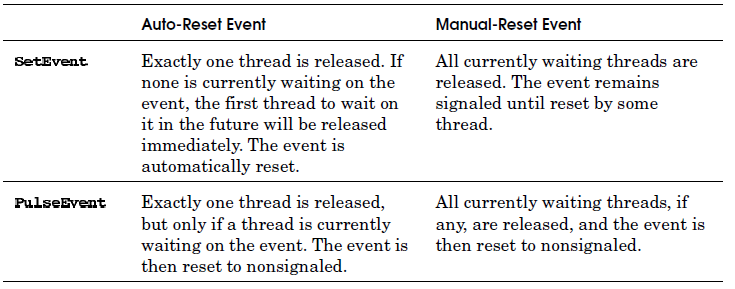 Auto-Reset Event Manual-Reset Event
SetEvent Exactly one thread is released. If All currently waiting threads are
none is currently waiting on the released. The event remains
event, the first thread to wait on signaled until reset by some
it in the future will be released thread.
immediately. The event is
automatically reset.
PulseEvent Exactly one thread is released, All currently waiting threads, if
but only if a thread is currently any, are released, and the event is
waiting on the event. The event is then reset to nonsignaled.
then reset to nonsignaled.